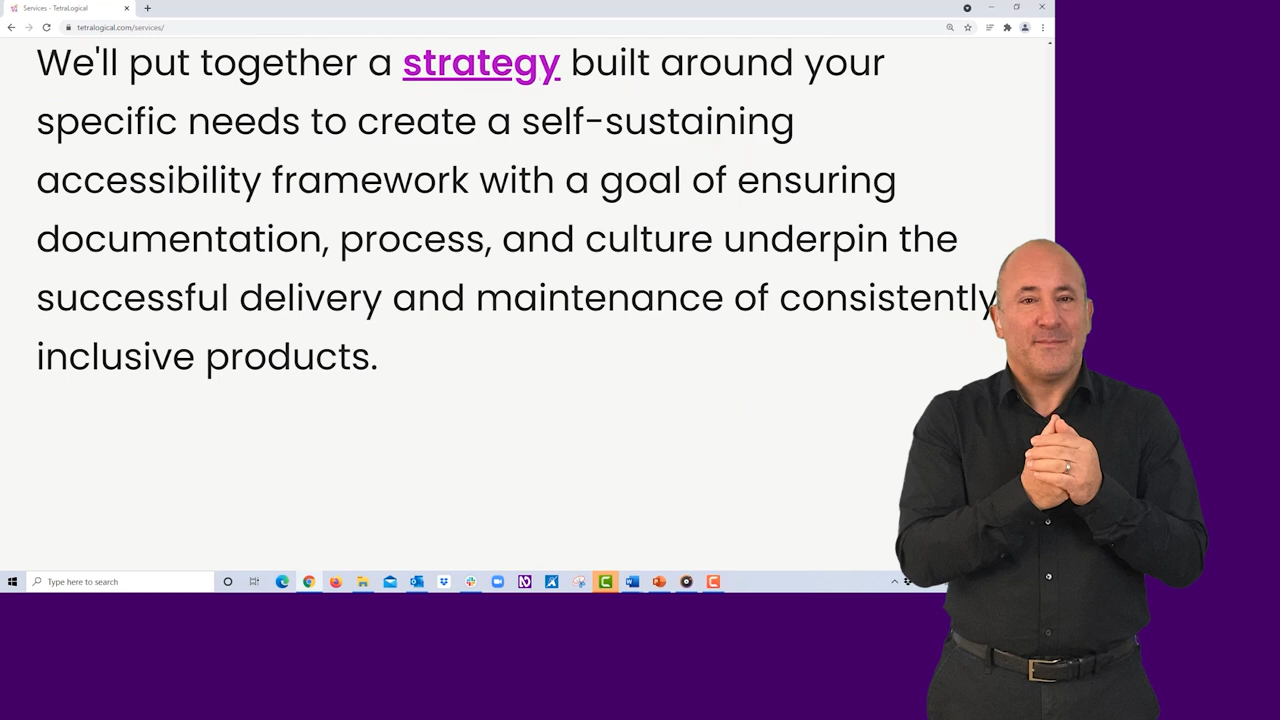 Services - TetraLogical
tetralogical.com/services/
We'll put together a strategy built around your
specific needs to create a self-sustaining
accessibility framework with a goal of ensuring
documentation, process, and culture underpin the
successful delivery and maintenance of consistently
inclusive products.
Type here to search